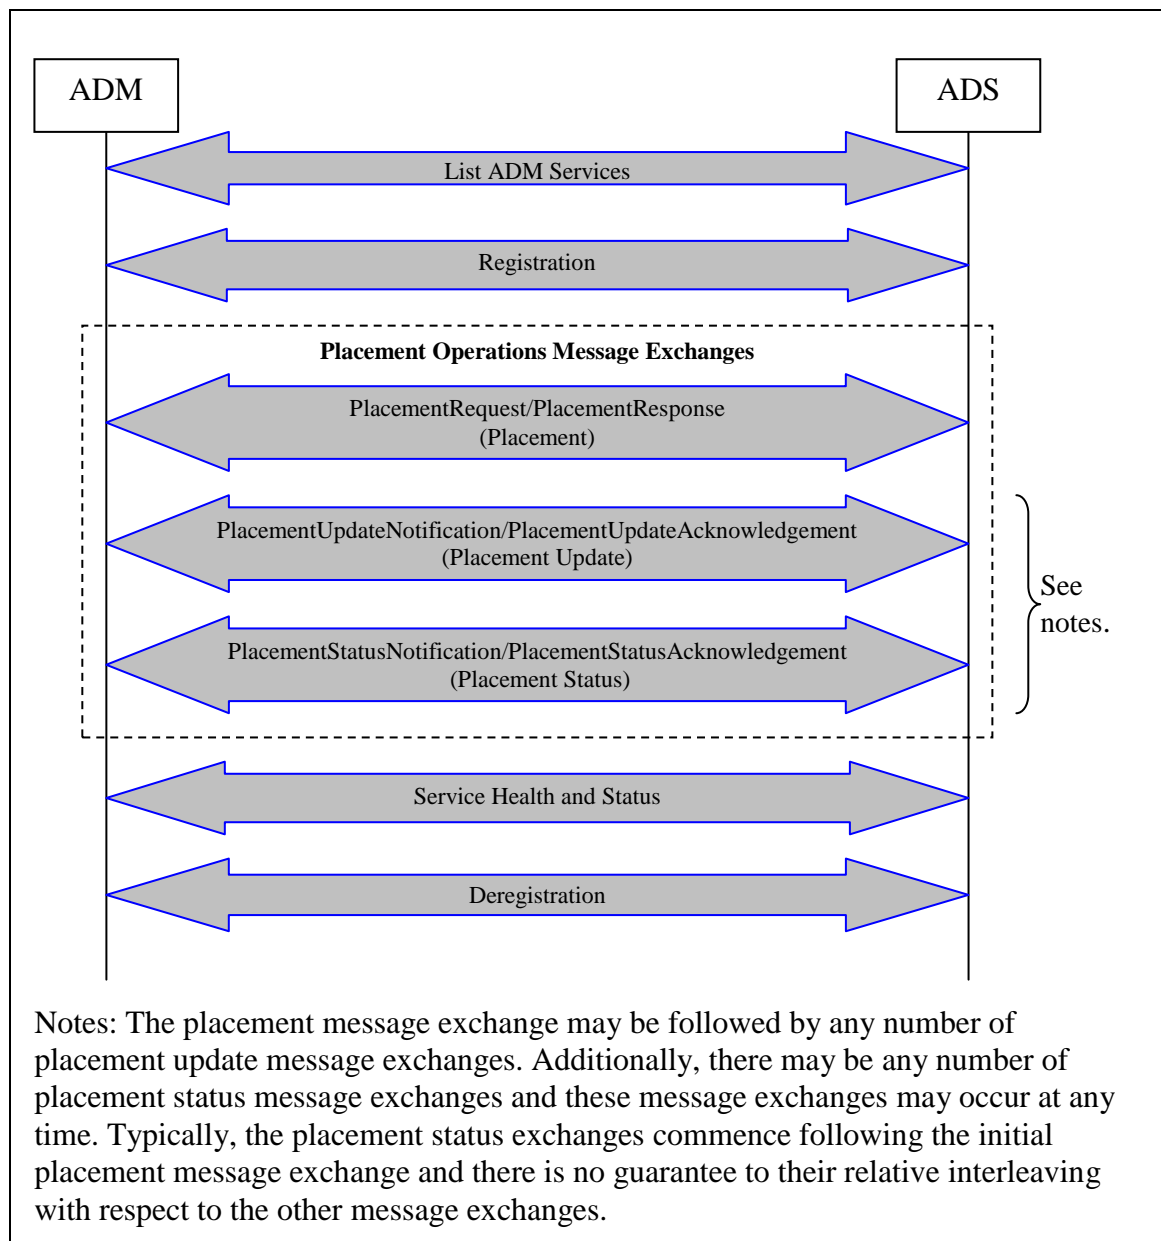 ADM
ADS
List ADM Services
Registration
Placement Operations Message Exchanges
PlacementRequest/PlacementResponse
(Placement)
PlacementUpdateNotification/PlacementUpdateAcknowledgement
(Placement Update)
See
notes.
PlacementStatusNotification/PlacementStatusAcknowledgement
(Placement Status)
Service Health and Status
Deregistration
Notes: The placement message exchange may be followed by any number of
placement update message exchanges. Additionally, there may be any number of
placement status message exchanges and these message exchanges may occur at any
time. Typically, the placement status exchanges commence following the initial
placement message exchange and there is no guarantee to their relative interleaving
with respect to the other message exchanges.